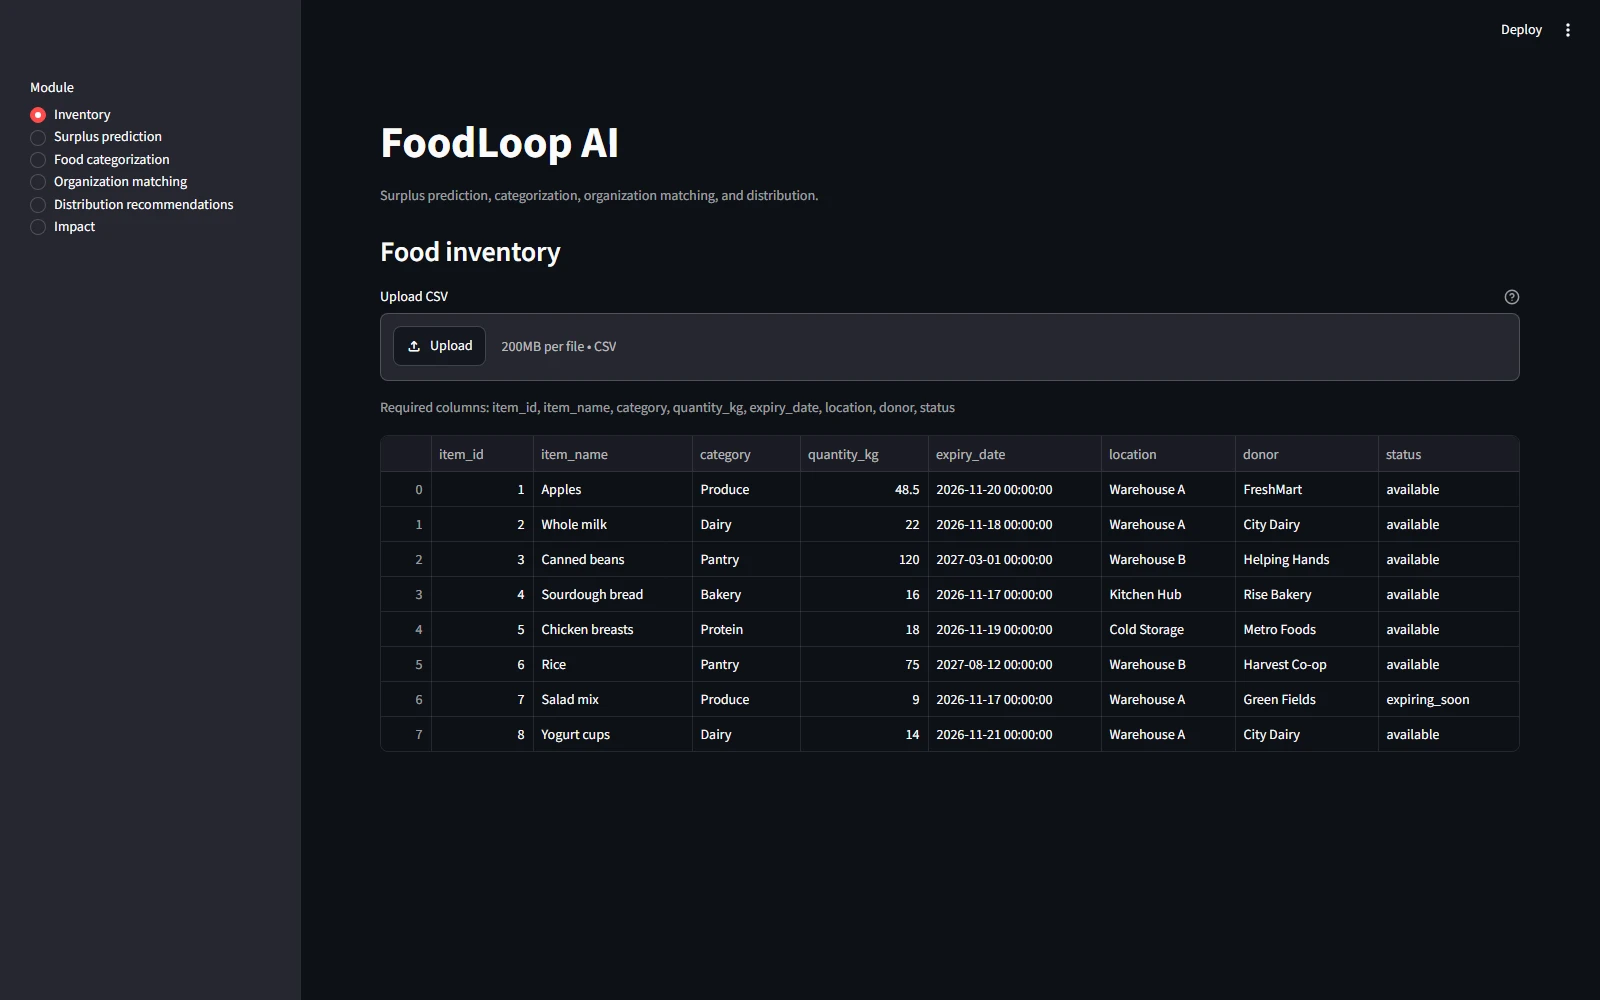 Deploy
Module
Inventory
Surplus prediction
Food categorization
Organization matching
Distribution recommendations
Impact
FoodLoop AI
Surplus prediction, categorization, organization matching, and distribution.
Food inventory
Upload CSV
Upload 200MB per file • CSV
Required columns: item_id, item_name, category, quantity_kg, expiry_date, location, donor, status
item_id item_name category quantity_kg expiry_date location donor status
0 1 Apples Produce 48.5 2026-11-20 00:00:00 Warehouse A FreshMart available
1 2 Whole milk Dairy 22 2026-11-18 00:00:00 Warehouse A City Dairy available
2 3 Canned beans Pantry 120 2027-03-01 00:00:00 Warehouse B Helping Hands available
3 4 Sourdough bread Bakery 16 2026-11-17 00:00:00 Kitchen Hub Rise Bakery available
4 5 Chicken breasts Protein 18 2026-11-19 00:00:00 Cold Storage Metro Foods available
5 6 Rice Pantry 75 2027-08-12 00:00:00 Warehouse B Harvest Co-op available
6 7 Salad mix Produce 9 2026-11-17 00:00:00 Warehouse A Green Fields expiring_soon
7 8 Yogurt cups Dairy 14 2026-11-21 00:00:00 Warehouse A City Dairy available